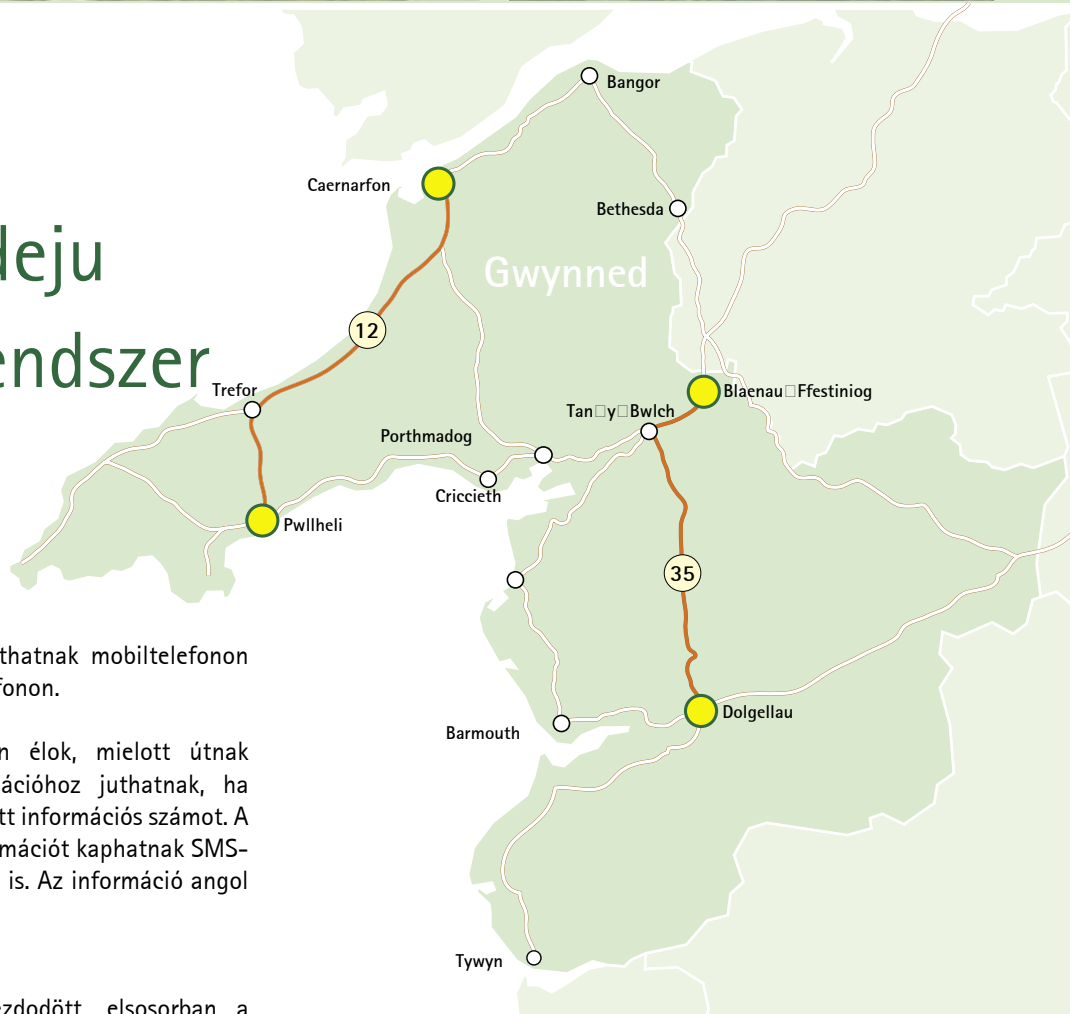 deju
endszer
thatnak mobiltelefonon
fonon.
n élok, mielott útnak
ációhoz juthatnak, ha
tt információs számot. A
mációt kaphatnak SMS-
is. Az információ angol
zdodött elsosorban a
Bangor
Caernarfon
Bethesda
Gwynned
12
Trefor
Blaenau□Ffestiniog
Tan□y□Bwlch
Porthmadog
Criccieth
Pwllheli
35
Dolgellau
Barmouth
Tywyn